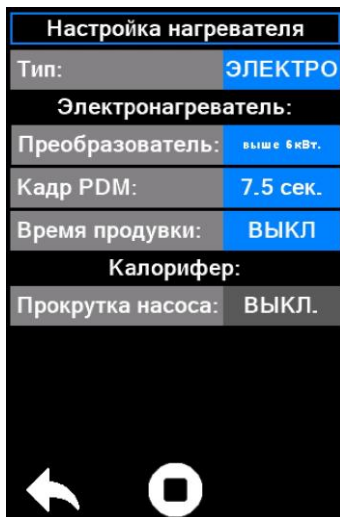 Настройка нагревателя
Тип: ЭЛЕКТРО
Электронагреватель:
Преобразователь: выше 6кВт.
Кадр PDM: 7.5 сек.
Время продувки: ВЫКЛ
Калорифер:
Прокрутка насоса: ВЫКЛ.